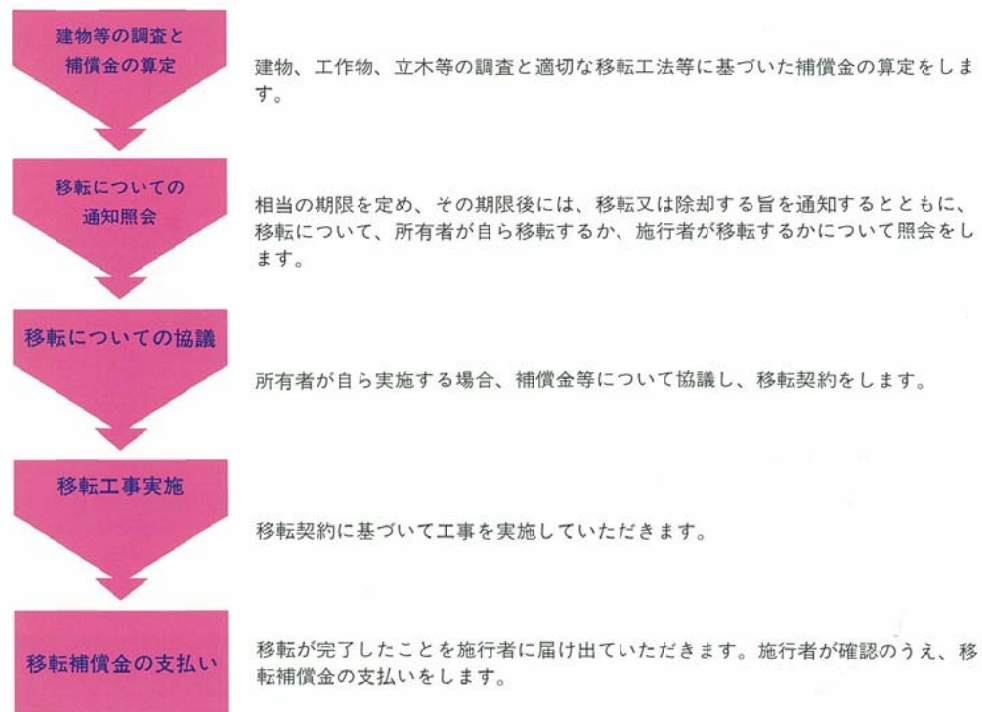 建物等の調査と
補償金の算定
建物、工作物、立木等の調査と適切な移転工法等に基づいた補償金の算定をしま
す。
移転についての
通知照会
相当の期限を定め、その期限後には、移転又は除却する旨を通知するとともに、
移転について、所有者が自ら移転するか、施行者が移転するかについて照会をし
ます。
移転についての協議
所有者が自ら実施する場合、補償金等について協議し、移転契約をします。
移転工事実施
移転契約に基づいて工事を実施していただきます。
移転補償金の支払い
移転が完了したことを施行者に届け出ていただきます。施行者が確認のうえ、移
転補償金の支払いをします。